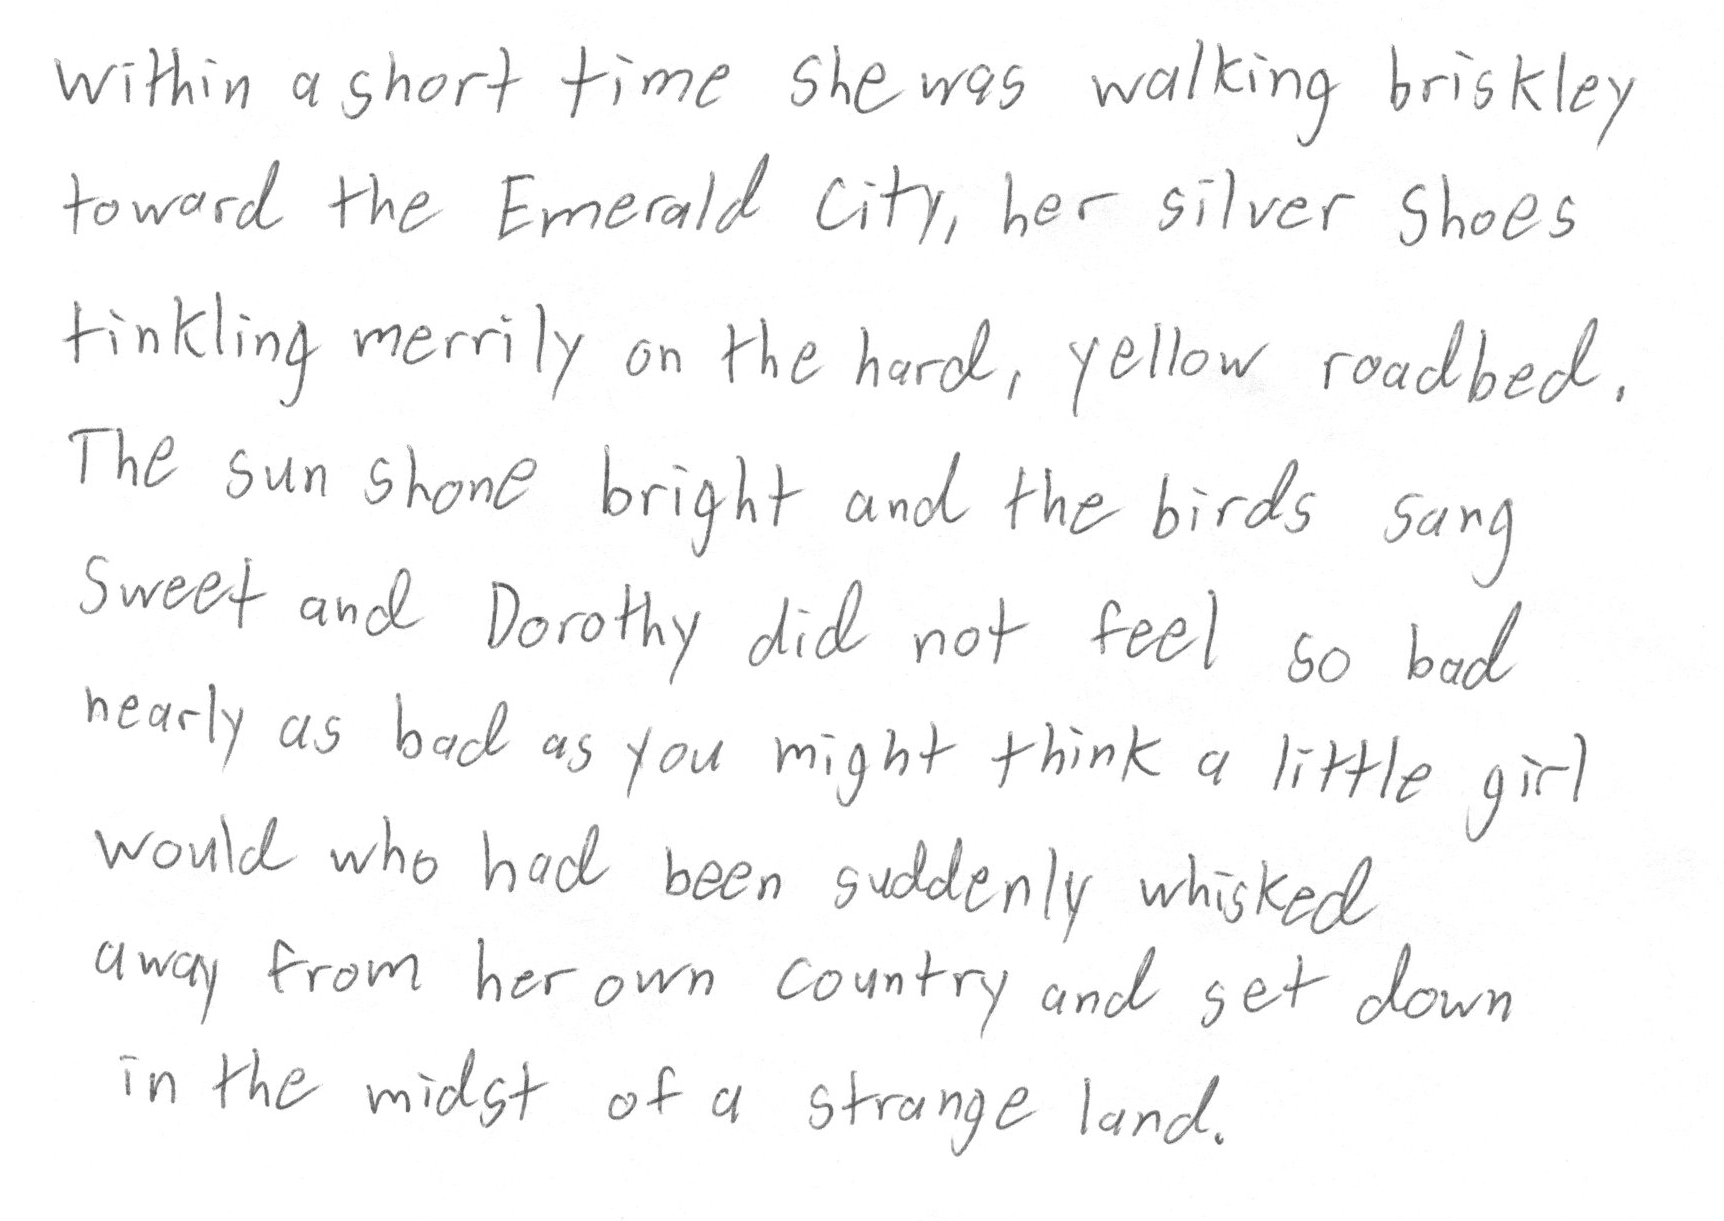 within a short time she was walking briskley
toward the Emerald City, her silver shoes
tinkling merrily on the hard, yellow roadbed.
The sun shone bright and the birds sang
sweet and Dorothy did not feel so bad
nearly as bad as you might think a little girl
would who had been suddenly whisked
away from her own country and set down
in the midst of a strange land.